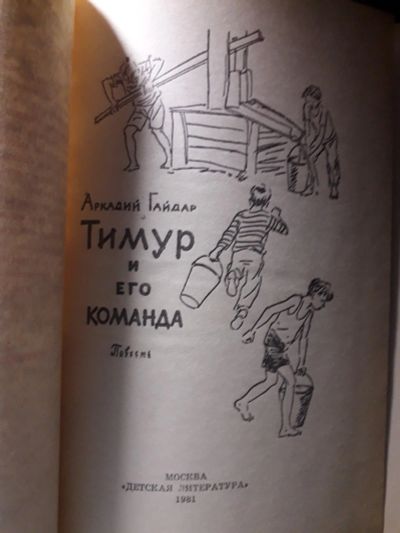 Аркадий Гайдар
Тимур
и
его
команда
Повесть
МОСКВА
«ДЕТСКАЯ ЛИТЕРАТУРА»
1981